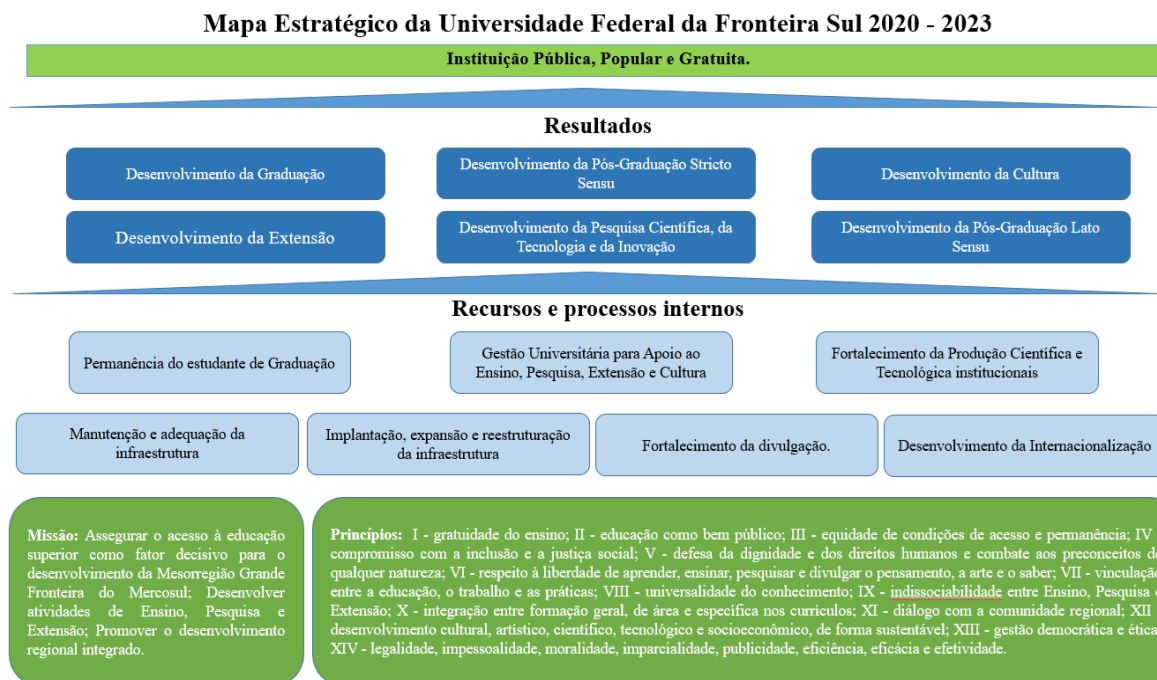 Mapa Estratégico da Universidade Federal da Fronteira Sul 2020 - 2023
Instituição Pública, Popular e Gratuita.
Resultados
Desenvolvimento da Graduação
Desenvolvimento da Pós-Graduação Stricto
Sensu
Desenvolvimento da Cultura
Desenvolvimento da Extensão
Desenvolvimento da Pesquisa Científica, da
Tecnologia e da Inovação
Desenvolvimento da Pós-Graduação Lato
Sensu
Recursos e processos internos
Permanência do estudante de Graduação
Gestão Universitária para Apoio ao
Ensino, Pesquisa, Extensão e Cultura
Fortalecimento da Produção Científica e
Tecnológica institucionais
Manutenção e adequação da
infraestrutura
Implantação, expansão e reestruturação
da infraestrutura
Fortalecimento da divulgação.
Desenvolvimento da Internacionalização
Missão: Assegurar o acesso à educação
superior como fator decisivo para o
desenvolvimento da Mesorregião Grande
Fronteira do Mercosul; Desenvolver
atividades de Ensino, Pesquisa e
Extensão; Promover o desenvolvimento
regional integrado.
Princípios: I - gratuidade do ensino; II - educação como bem público; III - equidade de condições de acesso e permanência; IV
compromisso com a inclusão e a justiça social; V - defesa da dignidade e dos direitos humanos e combate aos preconceitos de
qualquer natureza; VI - respeito à liberdade de aprender, ensinar, pesquisar e divulgar o pensamento, a arte e o saber; VII - vinculação
entre a educação, o trabalho e as práticas; VIII - universalidade do conhecimento; IX - indissociabilidade entre Ensino, Pesquisa e
Extensão; X - integração entre formação geral, de área e específica nos currículos; XI - diálogo com a comunidade regional; XII
desenvolvimento cultural, artístico, científico, tecnológico e socioeconômico, de forma sustentável; XIII - gestão democrática e ética
XIV - legalidade, impessoalidade, moralidade, imparcialidade, publicidade, eficiência, eficácia e efetividade.